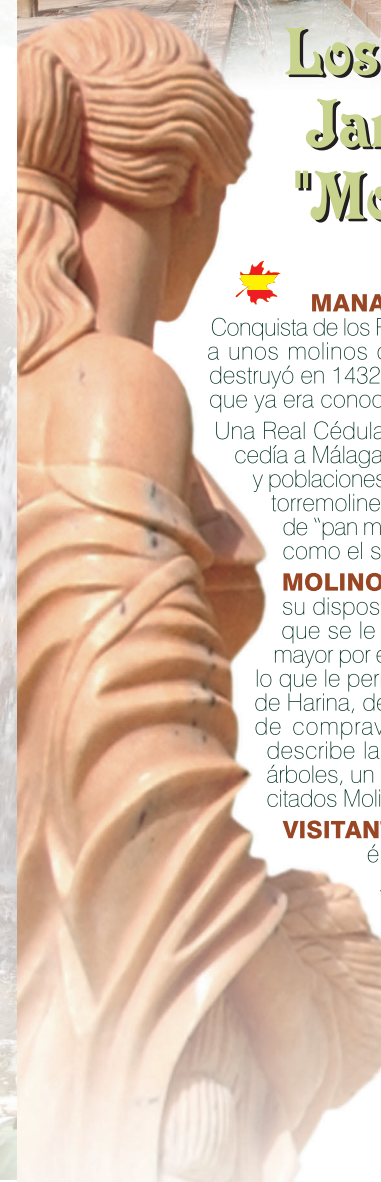 Los
Jar
"Mo
MANA
Conquista de los R
a unos molinos d
destruyó en 1432
que ya era conoc
Una Real Cédula
cedía a Málaga
y poblaciones
torremoline
de “pan m
como el s
MOLINO
su dispos
que se le
mayor por e
lo que le per
de Harina, de
de comprav
describe la
árboles, un
citados Moli
VISITANT
é